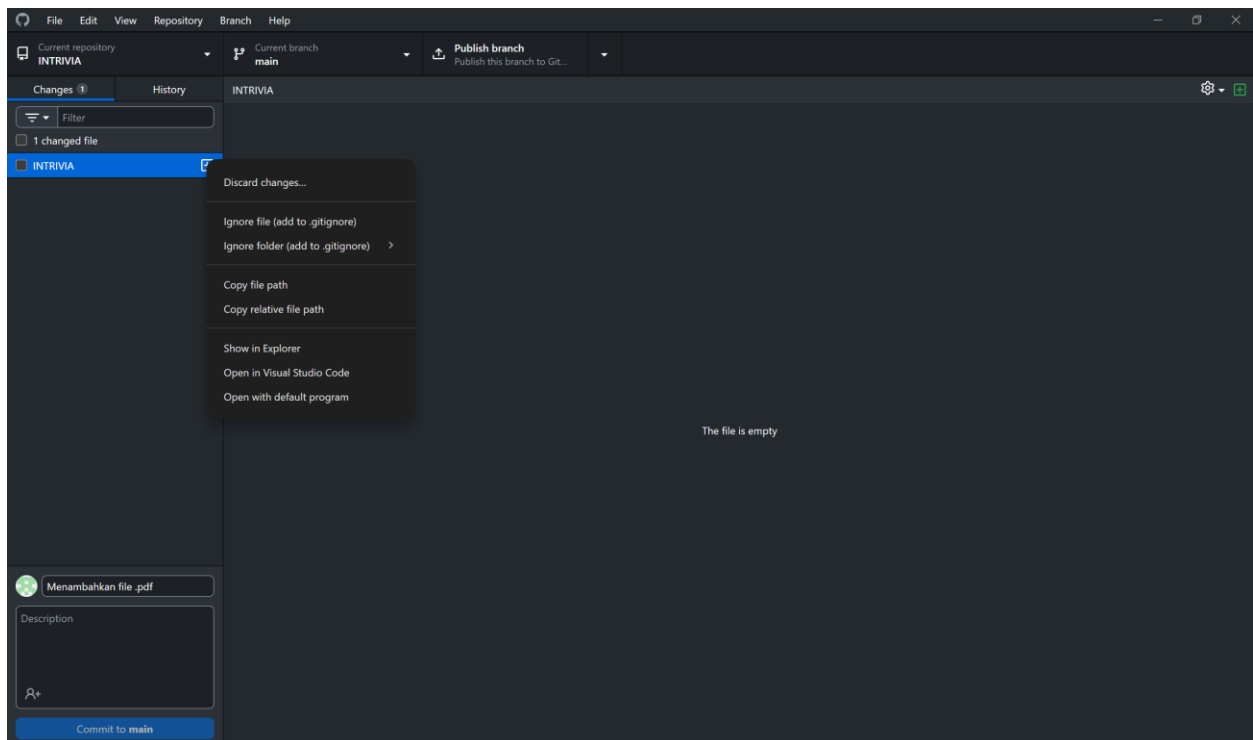 File Edit View Repository Branch Help
Current repository
INTRIVIA
Current branch
main
Publish branch
Publish this branch to Git...
Changes 1 History
INTRIVIA
Filter
1 changed file
INTRIVIA
Discard changes...
Ignore file (add to .gitignore)
Ignore folder (add to .gitignore)
Copy file path
Copy relative file path
Show in Explorer
Open in Visual Studio Code
Open with default program
The file is empty
Menambahkan file .pdf
Description
Commit to main